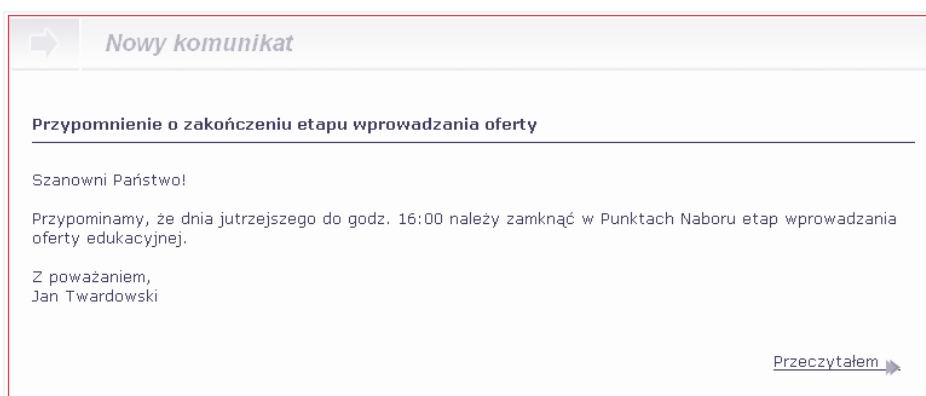 Nowy komunikat
Przypomnienie o zakończeniu etapu wprowadzania oferty
Szanowni Państwo!
Przypominamy, że dnia jutrzejszego do godz. 16:00 należy zamknąć w Punktach Naboru etap wprowadzania
oferty edukacyjnej.
Z poważaniem,
Jan Twardowski
Przeczytałem